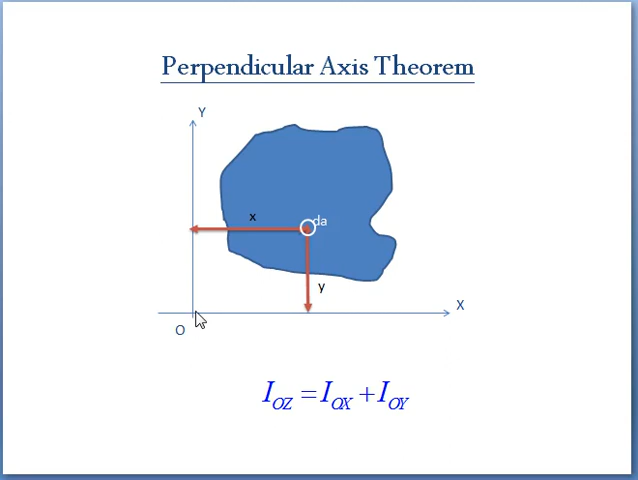 Perpendicular Axis Theorem
Y
x
da
y
X
O
I_OZ = I_OX + I_OY